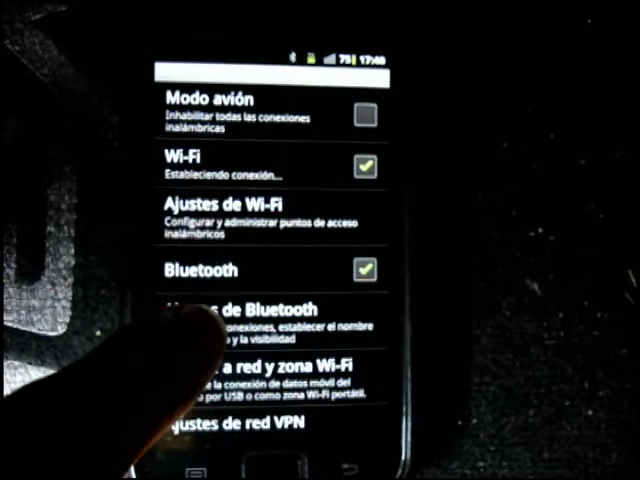 75 17:40
Modo avión
Inhabilitar todas las conexiones
inalámbricas
Wi-Fi
Estableciendo conexión...
Ajustes de Wi-Fi
Configurar y administrar puntos de acceso
inalámbricos
Bluetooth
de Bluetooth
conexiones, establecer el nombre
y la visibilidad
a red y zona Wi-Fi
la conexión de datos móvil del
por USB o como zona Wi-Fi portátil.
Ajustes de red VPN